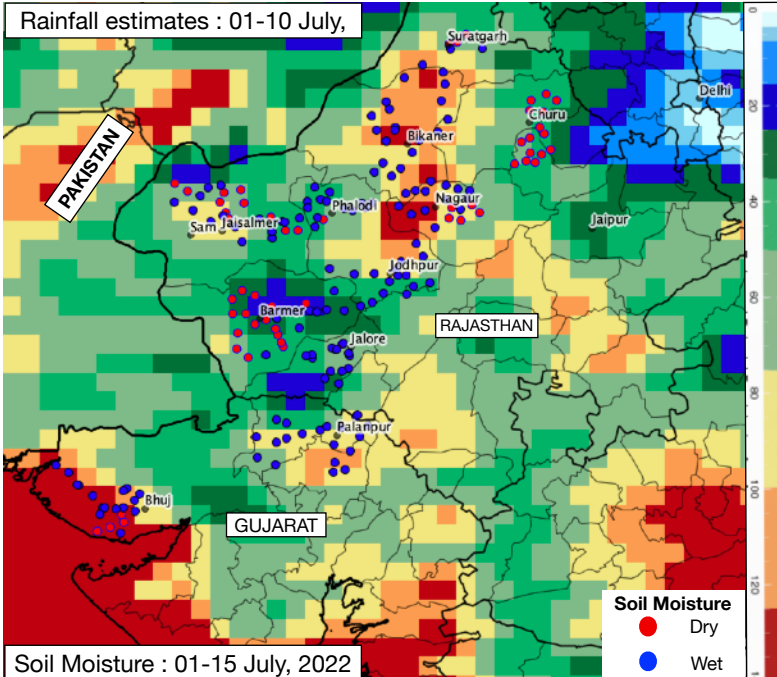 Rainfall estimates : 01-10 July,
Suratgarh
0
Delhi
20
Churu
Bikaner
PAKISTAN
40
Phalodi
Nagaur
Sam
Jaisalmer
Jaipur
Jodhpur
60
Barmer
RAJASTHAN
Jalore
80
Palanpur
100
Bhuj
GUJARAT
120
Soil Moisture
Dry
Wet
Soil Moisture : 01-15 July, 2022